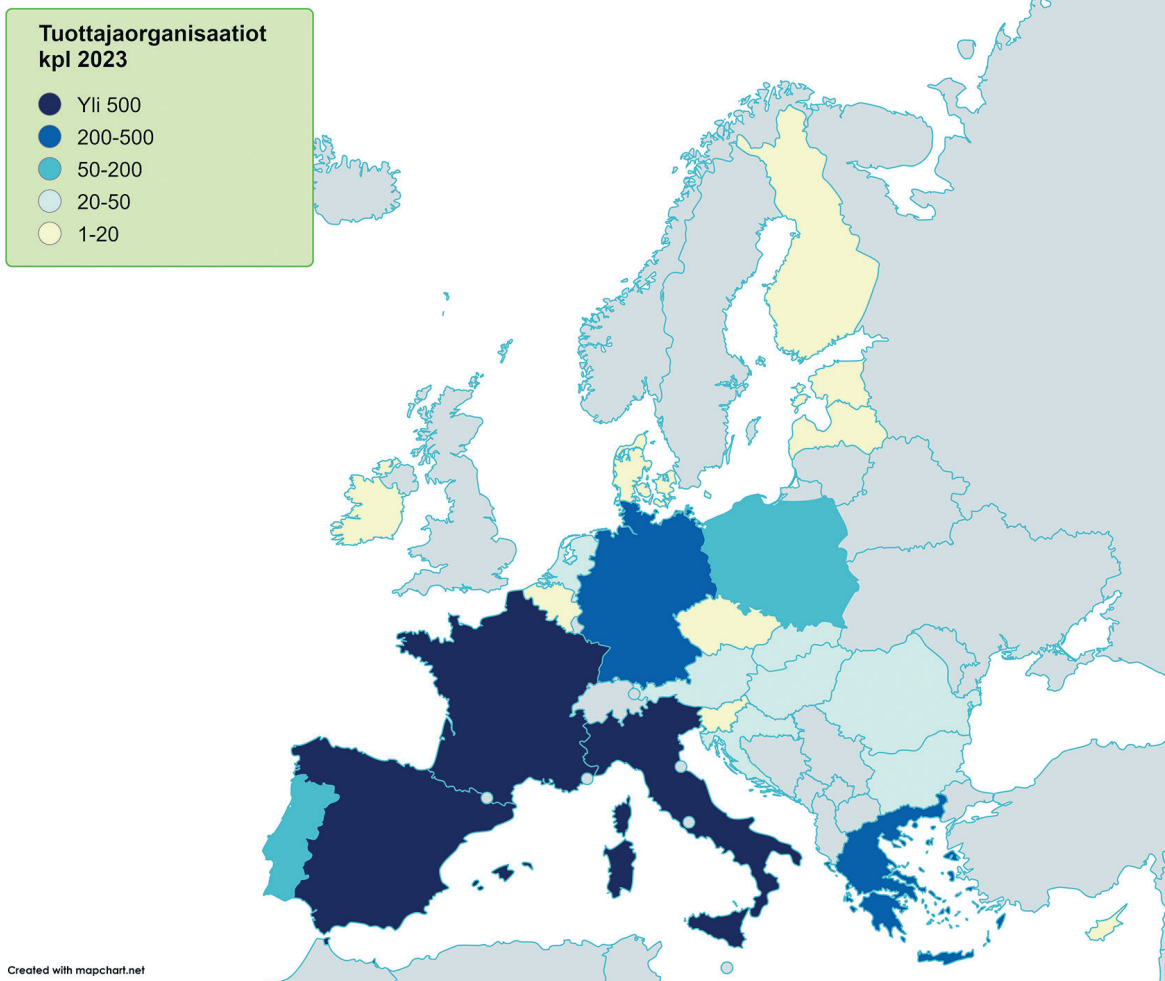 Tuottajaorganisaatiot
kpl 2023
Yli 500
200-500
50-200
20-50
1-20
Created with mapchart.net